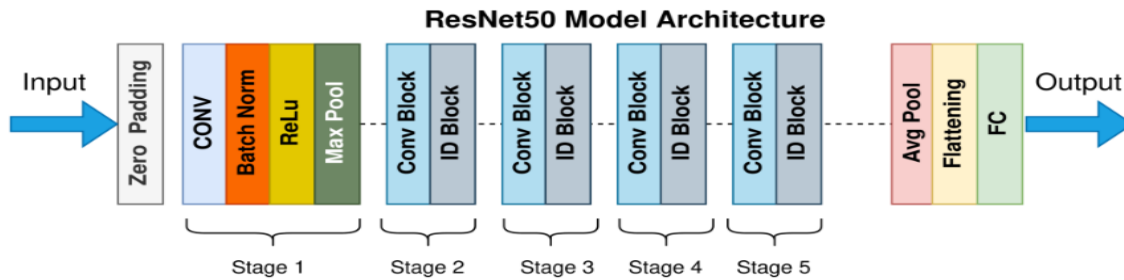 ResNet50 Model Architecture
Input
Zero Padding
CONV
Batch Norm
ReLu
Max Pool
Conv Block
ID Block
Conv Block
ID Block
Conv Block
ID Block
Conv Block
ID Block
Avg Pool
Flattening
FC
Output
Stage 1
Stage 2
Stage 3
Stage 4
Stage 5